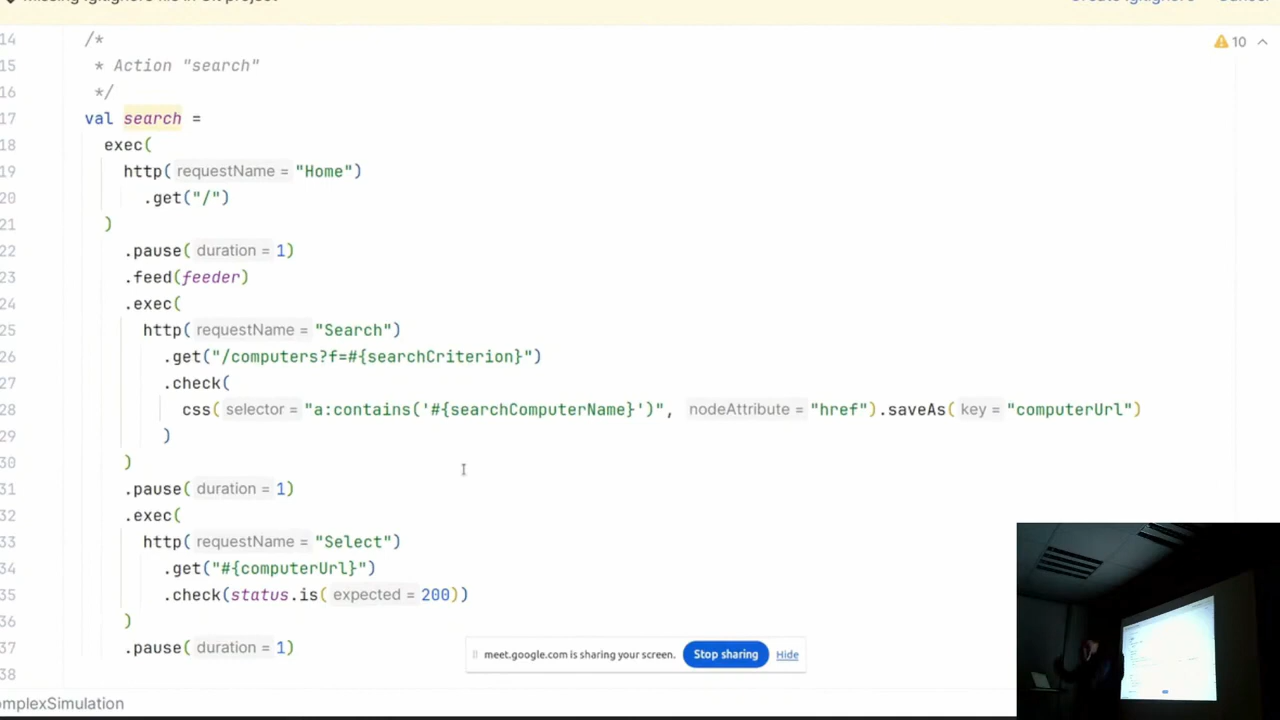 14 /*
15 * Action "search"
16 */
17 val search =
18 exec(
19 http( requestName = "Home")
20 .get("/")
21 )
22 .pause( duration = 1)
23 .feed(feeder)
24 .exec(
25 http( requestName = "Search")
26 .get("/computers?f=#{searchCriterion}")
27 .check(
28 css( selector = "a:contains('#{searchComputerName}')", nodeAttribute = "href").saveAs( key = "computerUrl")
29 )
30 )
31 .pause( duration = 1)
32 .exec(
33 http( requestName = "Select")
34 .get("#{computerUrl}")
35 .check(status.is( expected = 200))
36 )
37 .pause( duration = 1)
38
10
meet.google.com is sharing your screen. Stop sharing Hide
mplexSimulation